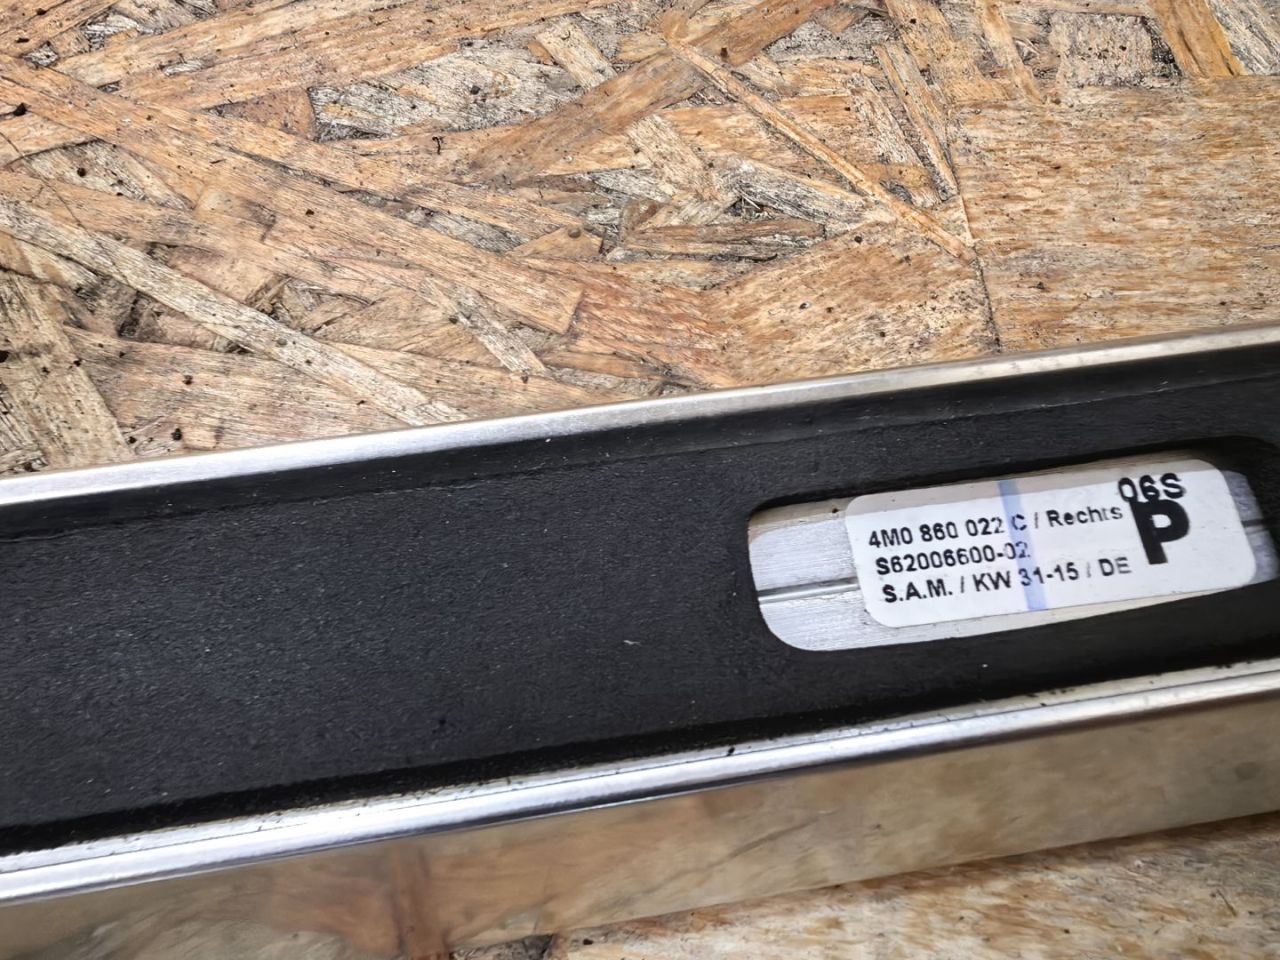 06S
4M0 860 022 C / Rechts
P
S62006600-02
S.A.M. / KW 31-15 / DE